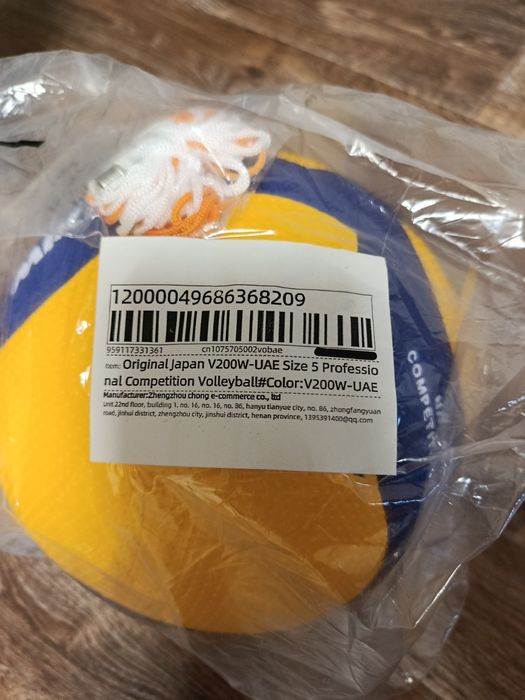 12000049686368209
959117331361 cn1075705002vobae
Item: Original Japan V200W-UAE Size 5 Professio
nal Competition Volleyball#Color:V200W-UAE
Manufacturer:Zhengzhou chong e-commerce co., ltd
unit 22nd floor, building 1, no. 16, no. 16, no. 86, hanyu tianyue city, no. 86, zhongfangyuan
road, jinhui district, zhengzhou city, jinshui district, henan province, 1395391400@qq.com